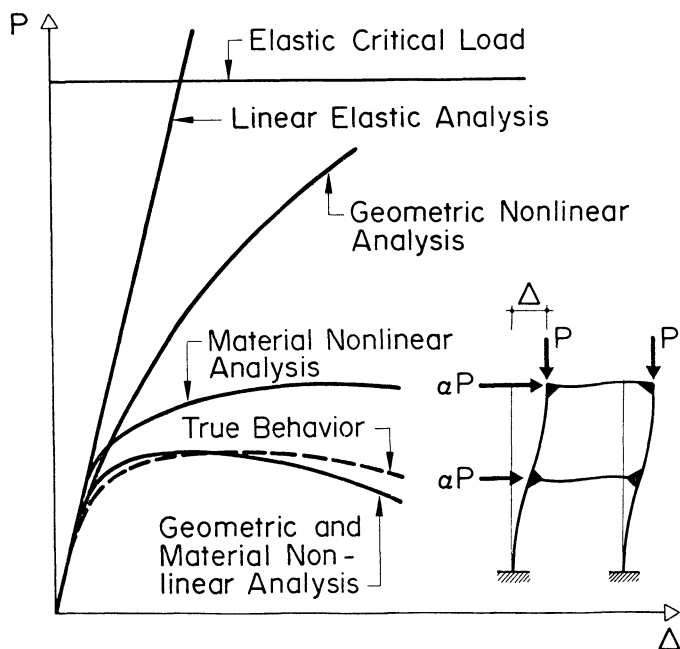 P
Elastic Critical Load
Linear Elastic Analysis
Geometric Nonlinear
Analysis
Material Nonlinear
Analysis
True Behavior
Geometric and
Material Non-
linear Analysis
Δ
P
P
αP
αP
Δ